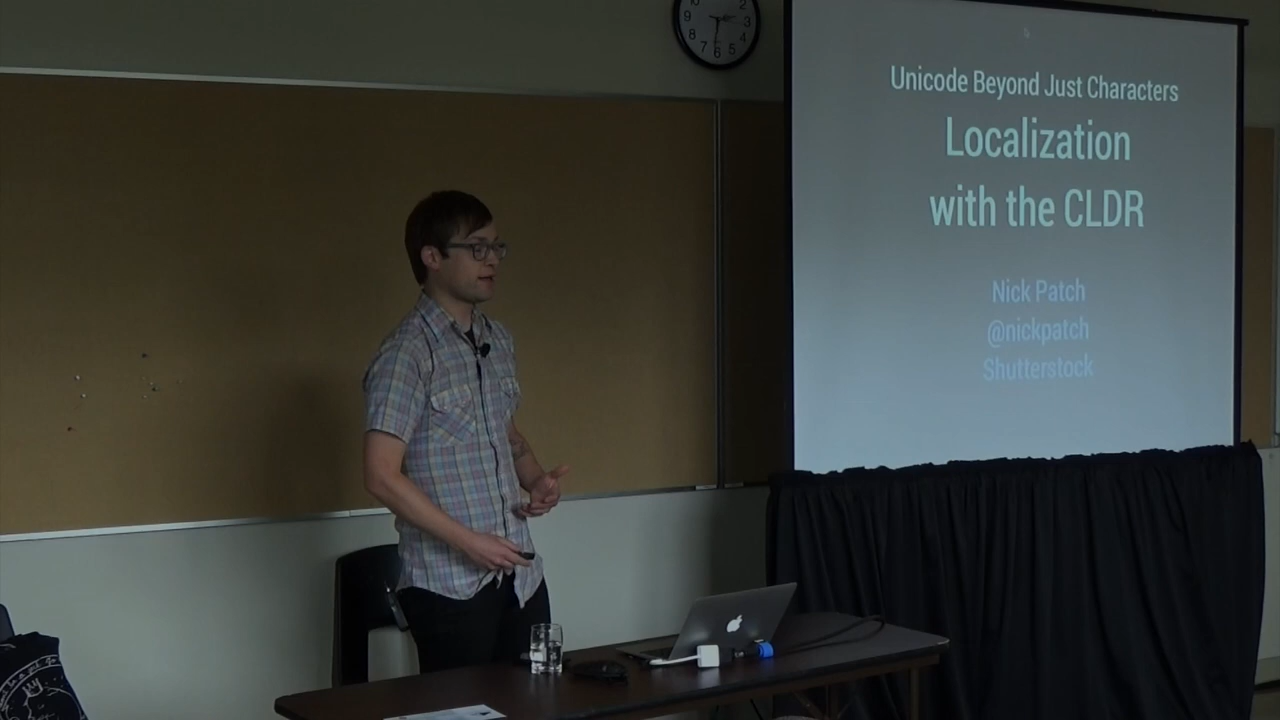 Unicode Beyond Just Characters
Localization
with the CLDR
Nick Patch
@nickpatch
Shutterstock